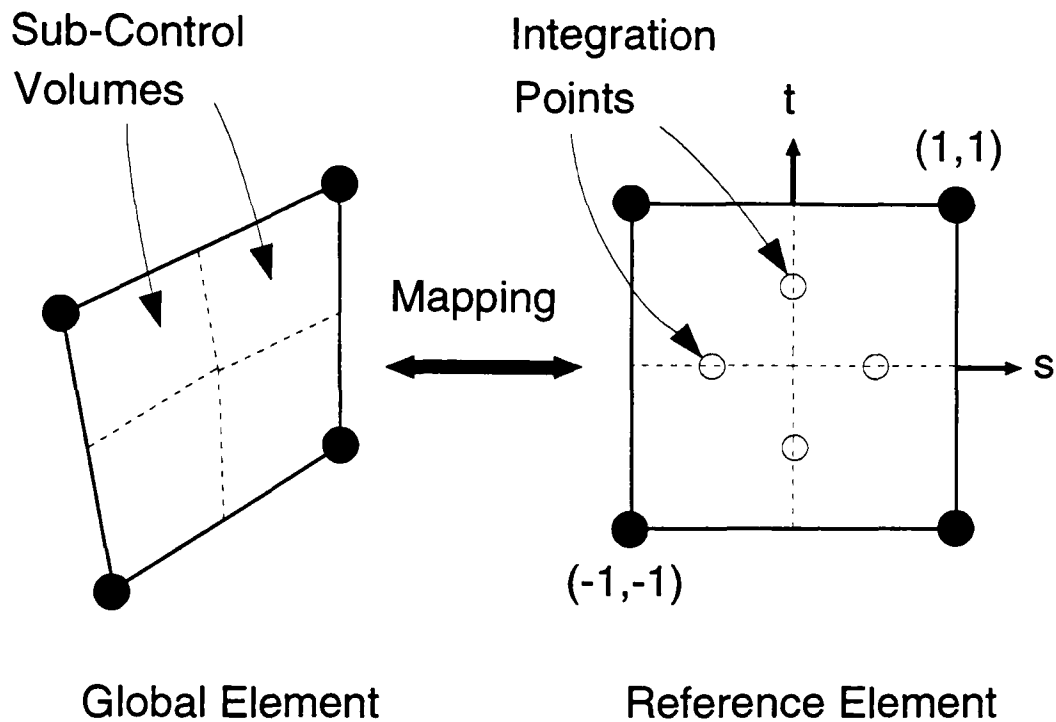 Sub-Control
Volumes
Integration
Points
t
(1,1)
Mapping
s
(-1,-1)
Global Element
Reference Element